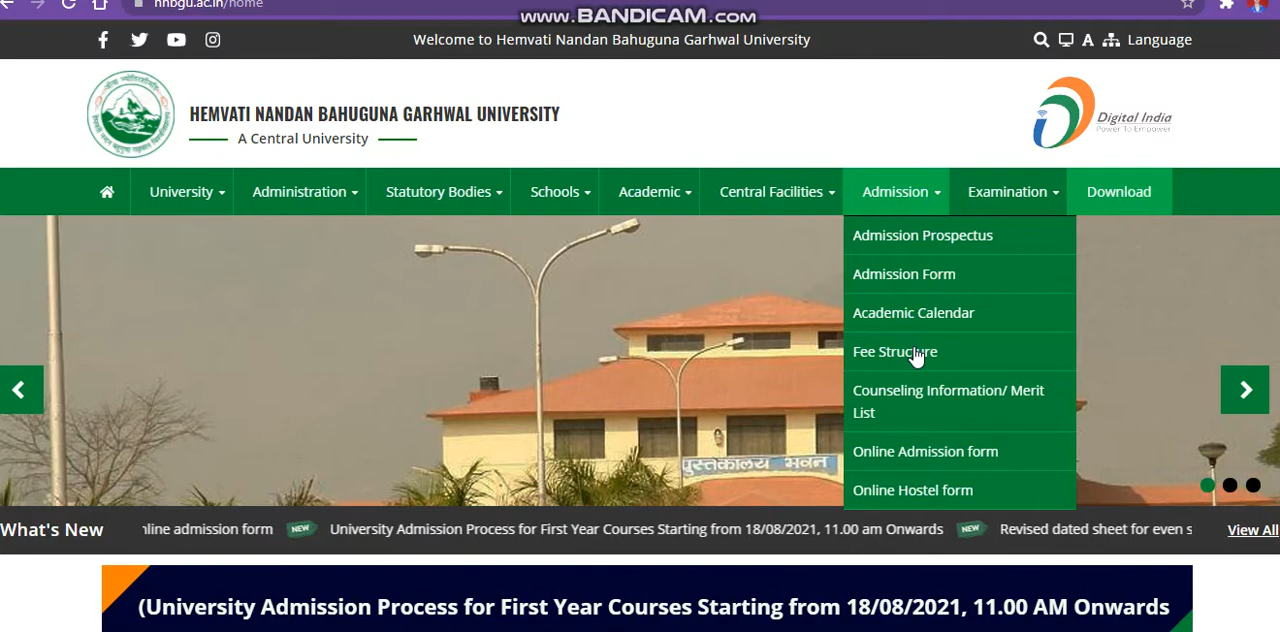 hnbgu.ac.in/home
www.BANDICAM.com
Welcome to Hemvati Nandan Bahuguna Garhwal University
A
Language
HEMVATI NANDAN BAHUGUNA GARHWAL UNIVERSITY
A Central University
Digital India
Power To Empower
University
Administration
Statutory Bodies
Schools
Academic
Central Facilities
Admission
Examination
Download
Admission Prospectus
Admission Form
Academic Calendar
Fee Structure
Counseling Information/ Merit
List
Online Admission form
Online Hostel form
पुस्तकालय भवन
What's New
nline admission form NEW University Admission Process for First Year Courses Starting from 18/08/2021, 11.00 am Onwards NEW Revised dated sheet for even s
View All
(University Admission Process for First Year Courses Starting from 18/08/2021, 11.00 AM Onwards